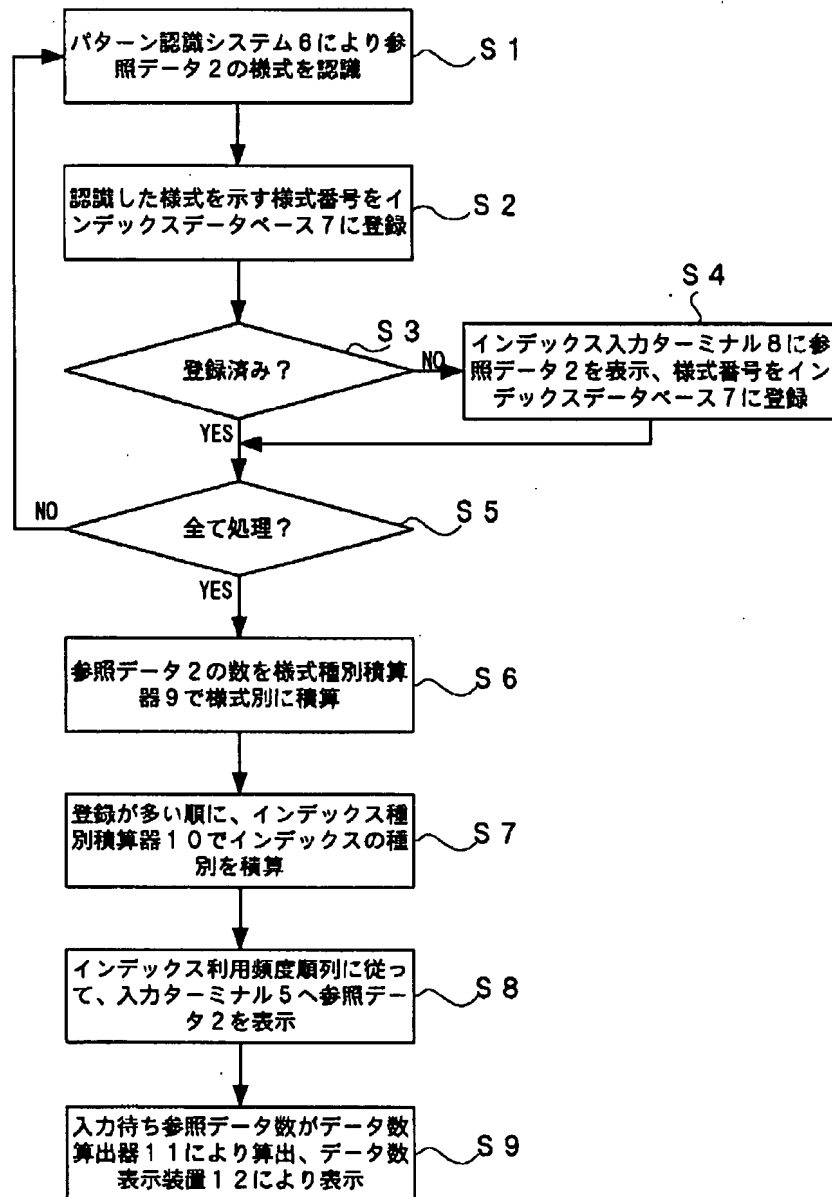 パターン認識システム6により参
照データ2の様式を認識
S1
認識した様式を示す様式番号をイ
ンデックスデータベース7に登録
S2
登録済み?
S3
NO
YES
S4
インデックス入力ターミナル8に参
照データ2を表示、様式番号をイン
デックスデータベース7に登録
全て処理?
S5
NO
YES
参照データ2の数を様式種別積算
器9で様式別に積算
S6
登録が多い順に、インデックス種
別積算器10でインデックスの種
別を積算
S7
インデックス利用頻度順列に従っ
て、入力ターミナル5へ参照デー
タ2を表示
S8
入力待ち参照データ数がデータ数
算出器11により算出、データ数
表示装置12により表示
S9